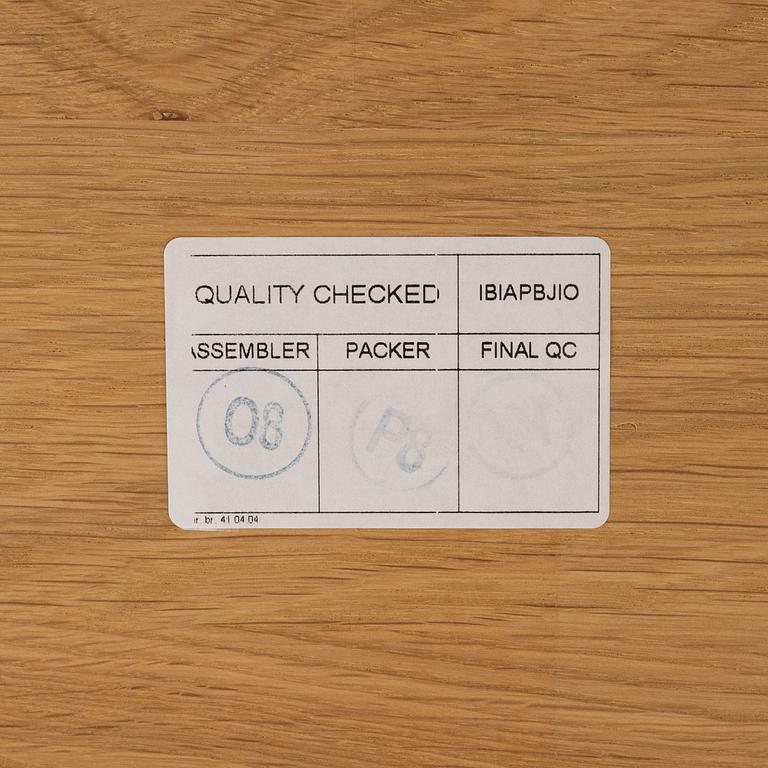 QUALITY CHECKED IBIAPBJIO
ASSEMBLER PACKER FINAL QC
08 P8
r. br. 41 04 04